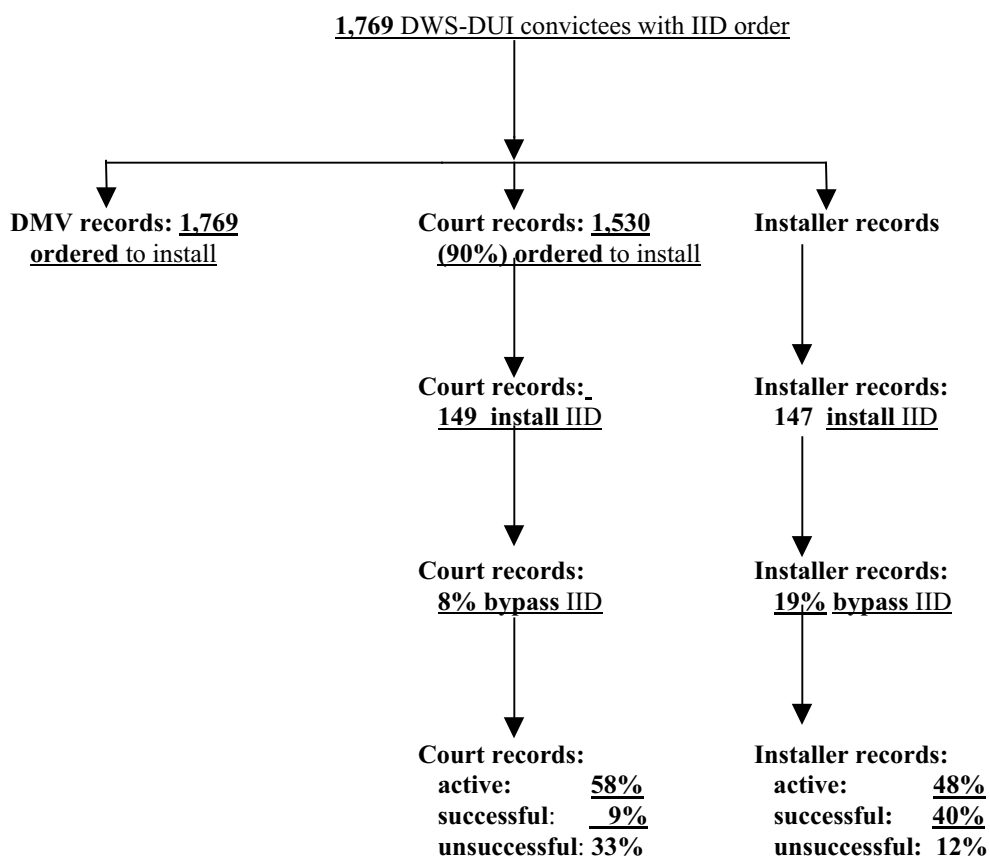 1,769 DWS-DUI convictees with IID order
DMV records: 1,769
ordered to install
Court records: 1,530
(90%) ordered to install
Installer records
Court records:
149 install IID
Installer records:
147 install IID
Court records:
8% bypass IID
Installer records:
19% bypass IID
Court records:
active: 58%
successful: 9%
unsuccessful: 33%
Installer records:
active: 48%
successful: 40%
unsuccessful: 12%